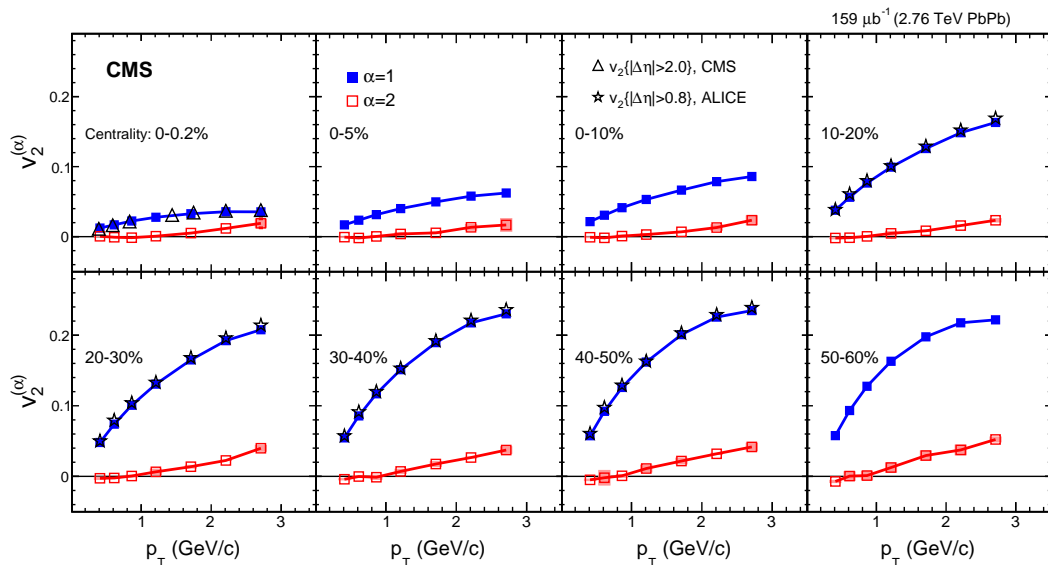 159 μb⁻¹ (2.76 TeV PbPb)
CMS
α=1
α=2
v₂{|Δη|>2.0}, CMS
v₂{|Δη|>0.8}, ALICE
Centrality: 0-0.2%
0-5%
0-10%
10-20%
v₂⁽ᵅ⁾
0.2
0.1
0
20-30%
30-40%
40-50%
50-60%
v₂⁽ᵅ⁾
0.2
0.1
0
1 2 3 1 2 3 1 2 3 1 2 3
p_T (GeV/c) p_T (GeV/c) p_T (GeV/c) p_T (GeV/c)